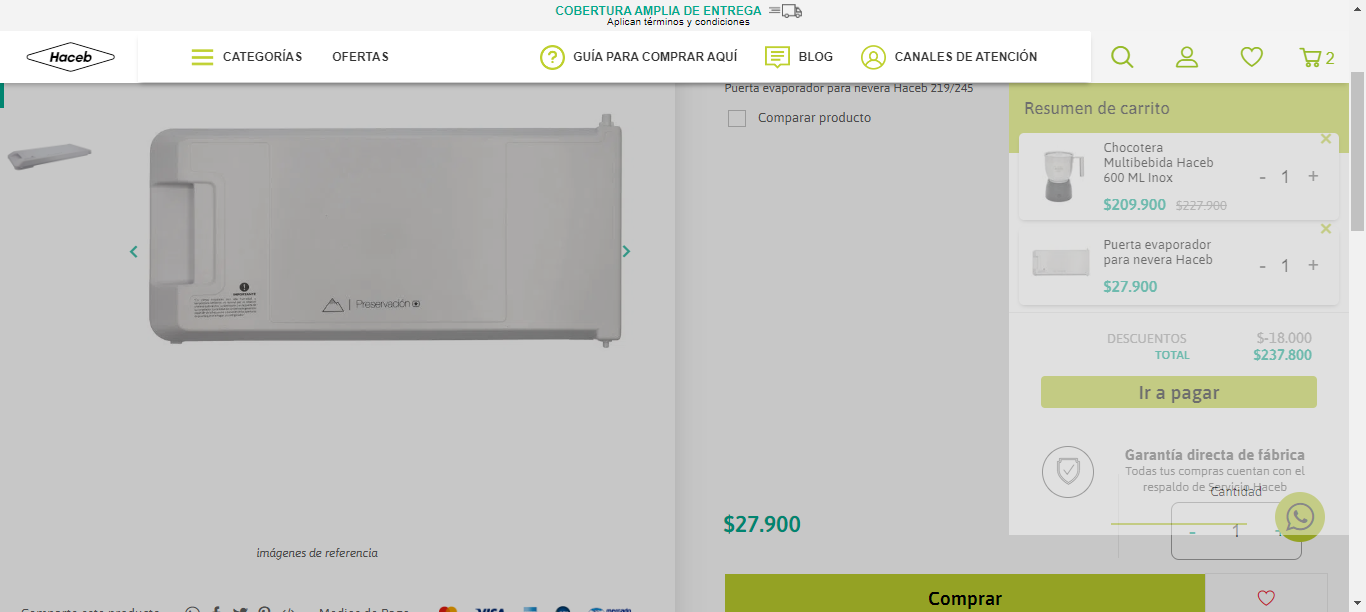 COBERTURA AMPLIA DE ENTREGA
Aplican términos y condiciones
Haceb
CATEGORÍAS
OFERTAS
GUÍA PARA COMPRAR AQUÍ
BLOG
CANALES DE ATENCIÓN
2
Puerta evaporador para nevera Haceb 219/245
Comparar producto
Preservación
imágenes de referencia
$27.900
Cantidad
- 1 +
Comprar
Resumen de carrito
Chocotera
Multibebida Haceb
600 ML Inox
- 1 +
$209.900 $227.900
Puerta evaporador
para nevera Haceb
- 1 +
$27.900
DESCUENTOS $-18.000
TOTAL $237.800
Ir a pagar
Garantía directa de fábrica
Todas tus compras cuentan con el
respaldo de Servicio Haceb
Comparte este producto
Medios de Pago
VISA